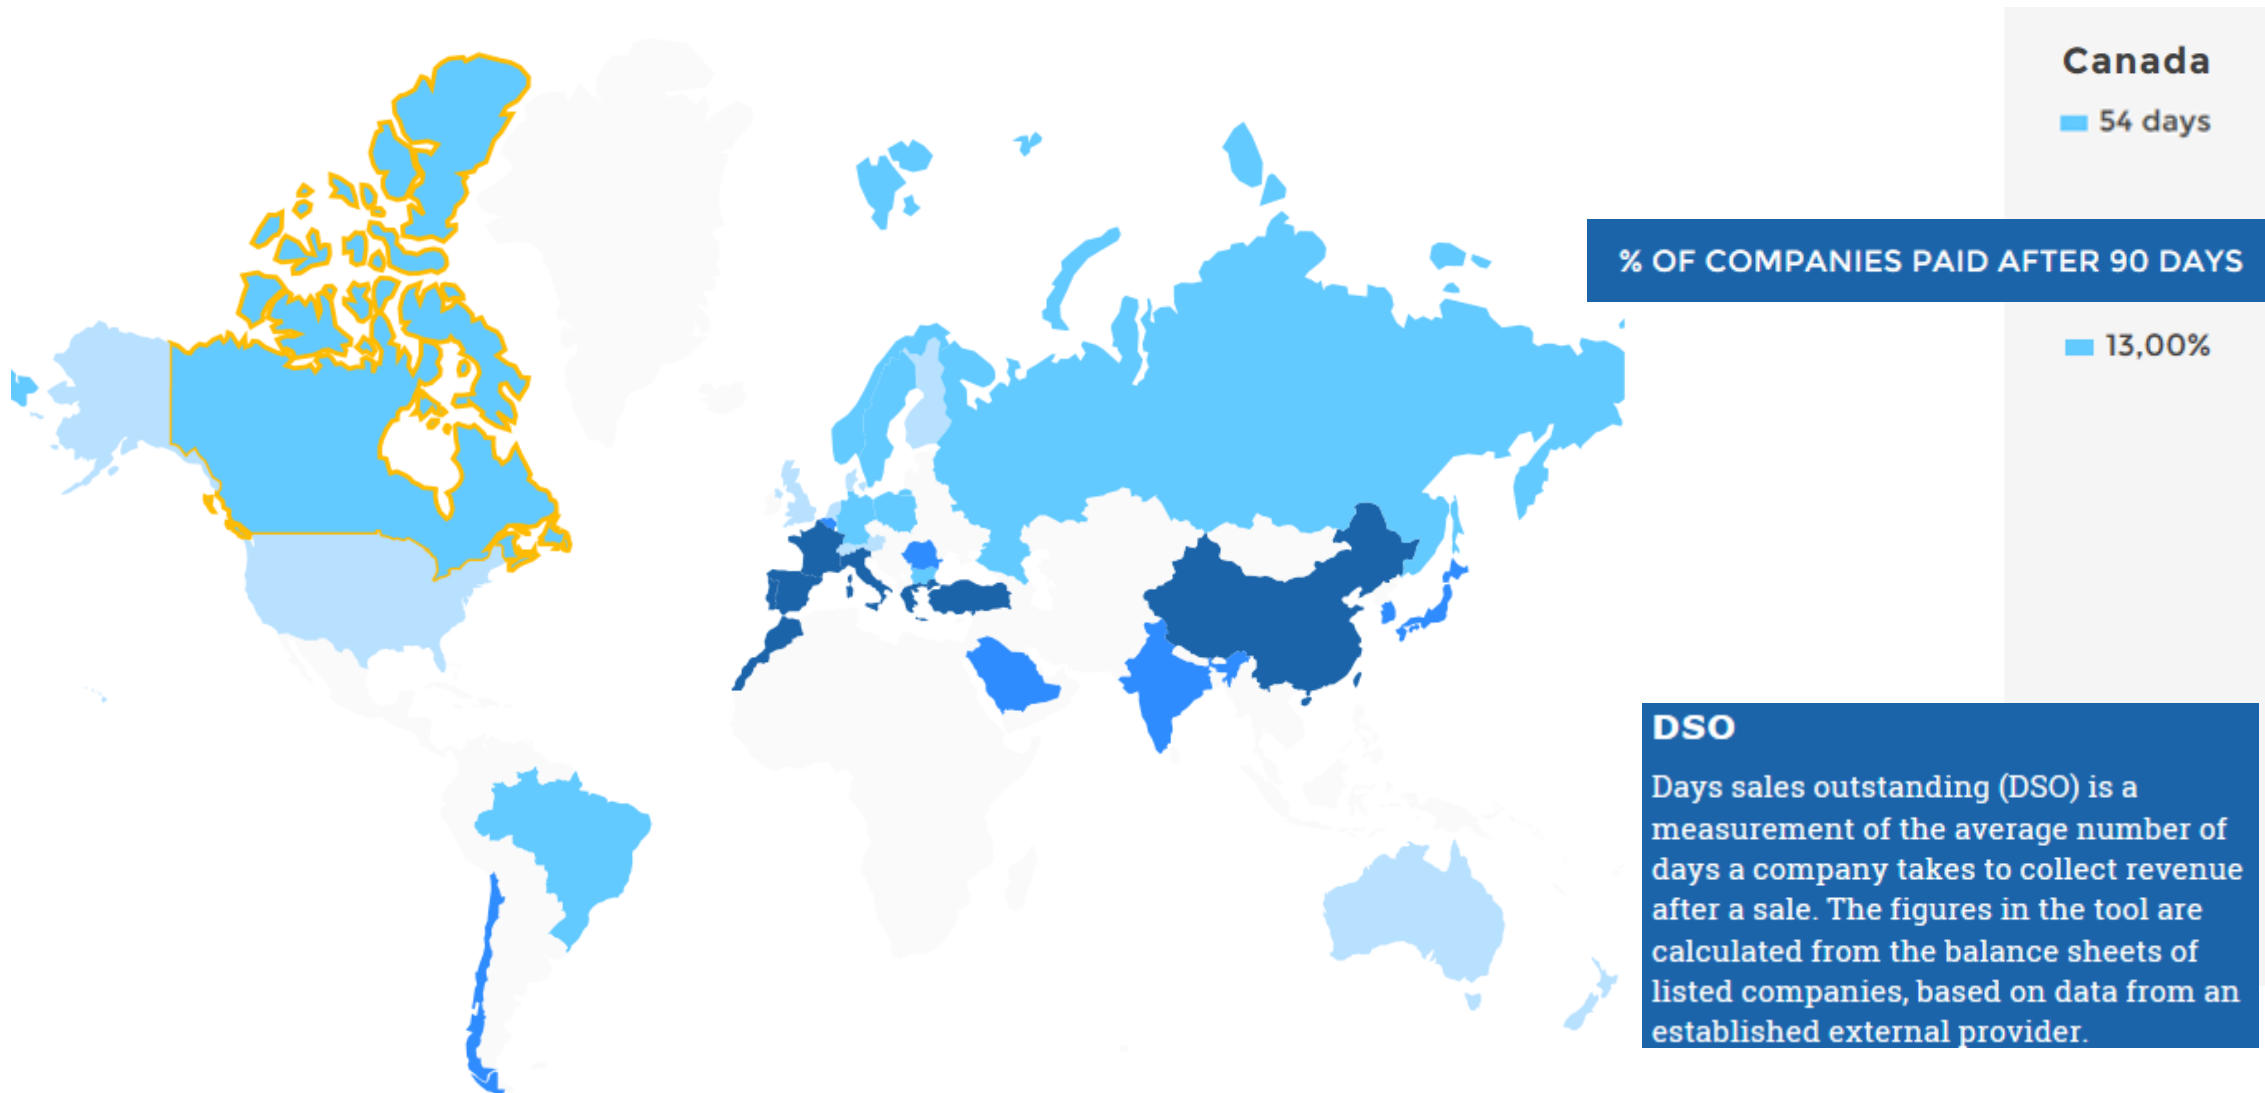 Canada
54 days
% OF COMPANIES PAID AFTER 90 DAYS
13,00%
DSO
Days sales outstanding (DSO) is a
measurement of the average number of
days a company takes to collect revenue
after a sale. The figures in the tool are
calculated from the balance sheets of
listed companies, based on data from an
established external provider.